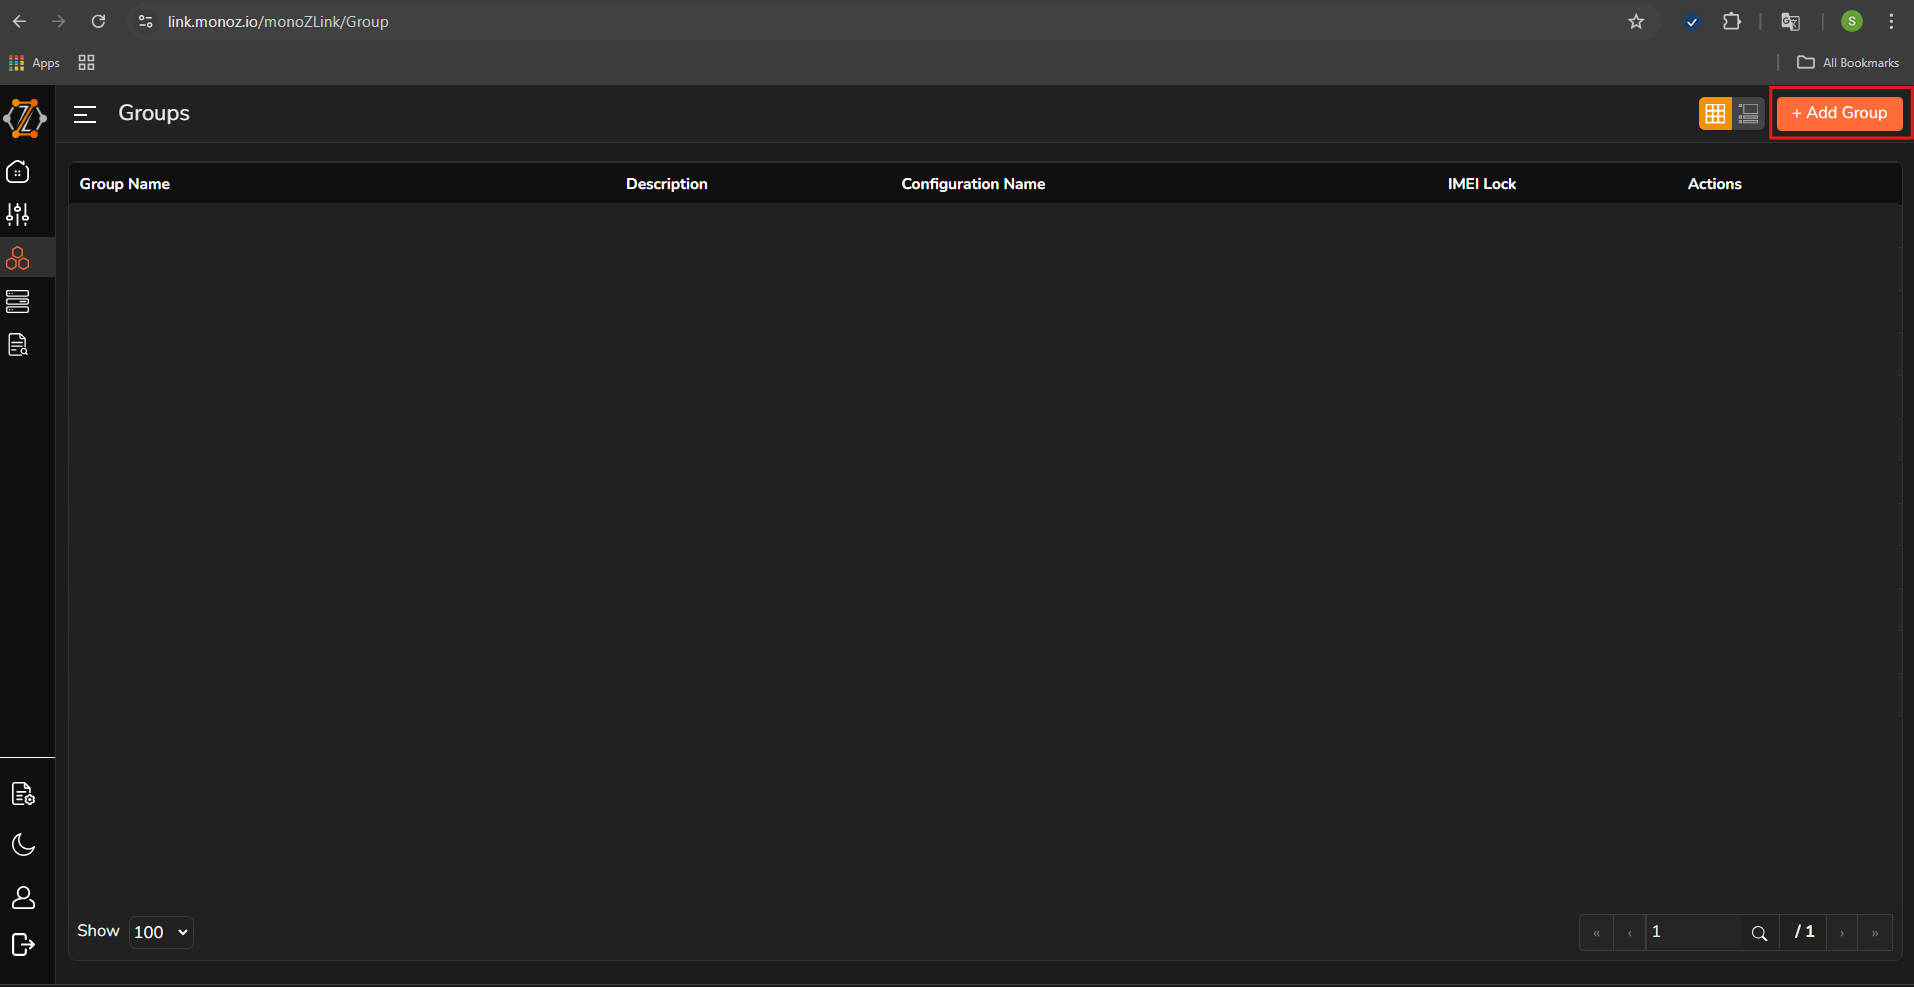 link.monoz.io/monoZLink/Group
S
Apps
All Bookmarks
Groups
+ Add Group
Group Name Description Configuration Name IMEI Lock Actions
Show 100
« ‹ 1 / 1 › »